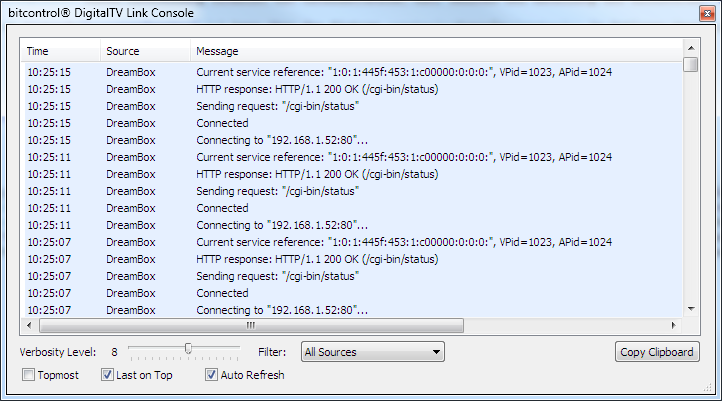 bitcontrol® DigitalTV Link Console
Time Source Message
10:25:15 DreamBox Current service reference: "1:0:1:445f:453:1:c00000:0:0:0:", VPid=1023, APid=1024
10:25:15 DreamBox HTTP response: HTTP/1.1 200 OK (/cgi-bin/status)
10:25:15 DreamBox Sending request: "/cgi-bin/status"
10:25:15 DreamBox Connected
10:25:15 DreamBox Connecting to "192.168.1.52:80"...
10:25:11 DreamBox Current service reference: "1:0:1:445f:453:1:c00000:0:0:0:", VPid=1023, APid=1024
10:25:11 DreamBox HTTP response: HTTP/1.1 200 OK (/cgi-bin/status)
10:25:11 DreamBox Sending request: "/cgi-bin/status"
10:25:11 DreamBox Connected
10:25:11 DreamBox Connecting to "192.168.1.52:80"...
10:25:07 DreamBox Current service reference: "1:0:1:445f:453:1:c00000:0:0:0:", VPid=1023, APid=1024
10:25:07 DreamBox HTTP response: HTTP/1.1 200 OK (/cgi-bin/status)
10:25:07 DreamBox Sending request: "/cgi-bin/status"
10:25:07 DreamBox Connected
10:25:07 DreamBox Connecting to "192.168.1.52:80"...
Verbosity Level: 8 Filter: All Sources Copy Clipboard
Topmost Last on Top Auto Refresh